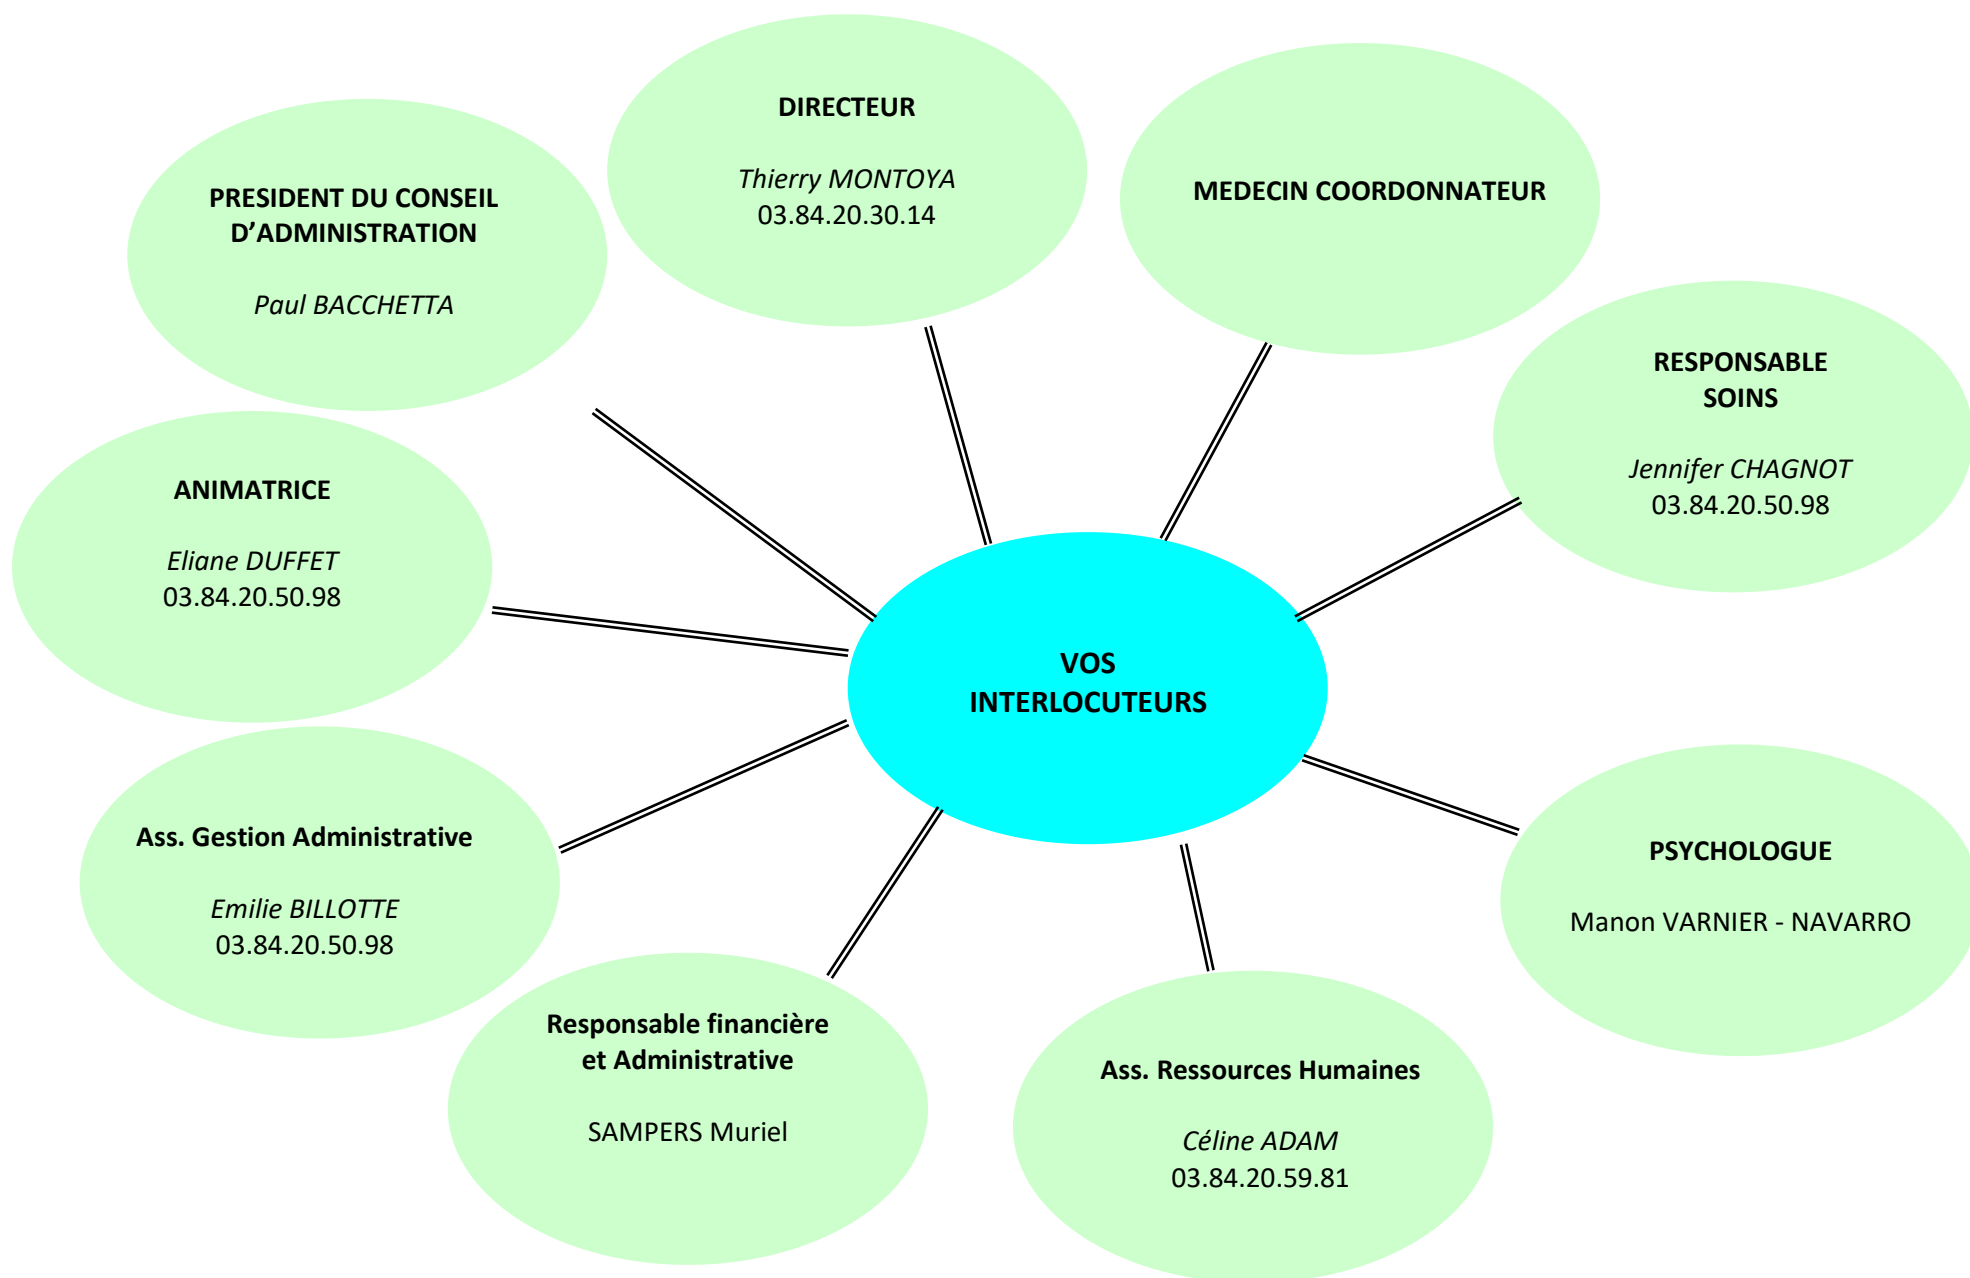 DIRECTEUR
Thierry MONTOYA
03.84.20.30.14
PRESIDENT DU CONSEIL
D’ADMINISTRATION
Paul BACCHETTA
MEDECIN COORDONNATEUR
RESPONSABLE
SOINS
Jennifer CHAGNOT
03.84.20.50.98
ANIMATRICE
Eliane DUFFET
03.84.20.50.98
VOS
INTERLOCUTEURS
Ass. Gestion Administrative
Emilie BILLOTTE
03.84.20.50.98
PSYCHOLOGUE
Manon VARNIER - NAVARRO
Responsable financière
et Administrative
SAMPERS Muriel
Ass. Ressources Humaines
Céline ADAM
03.84.20.59.81